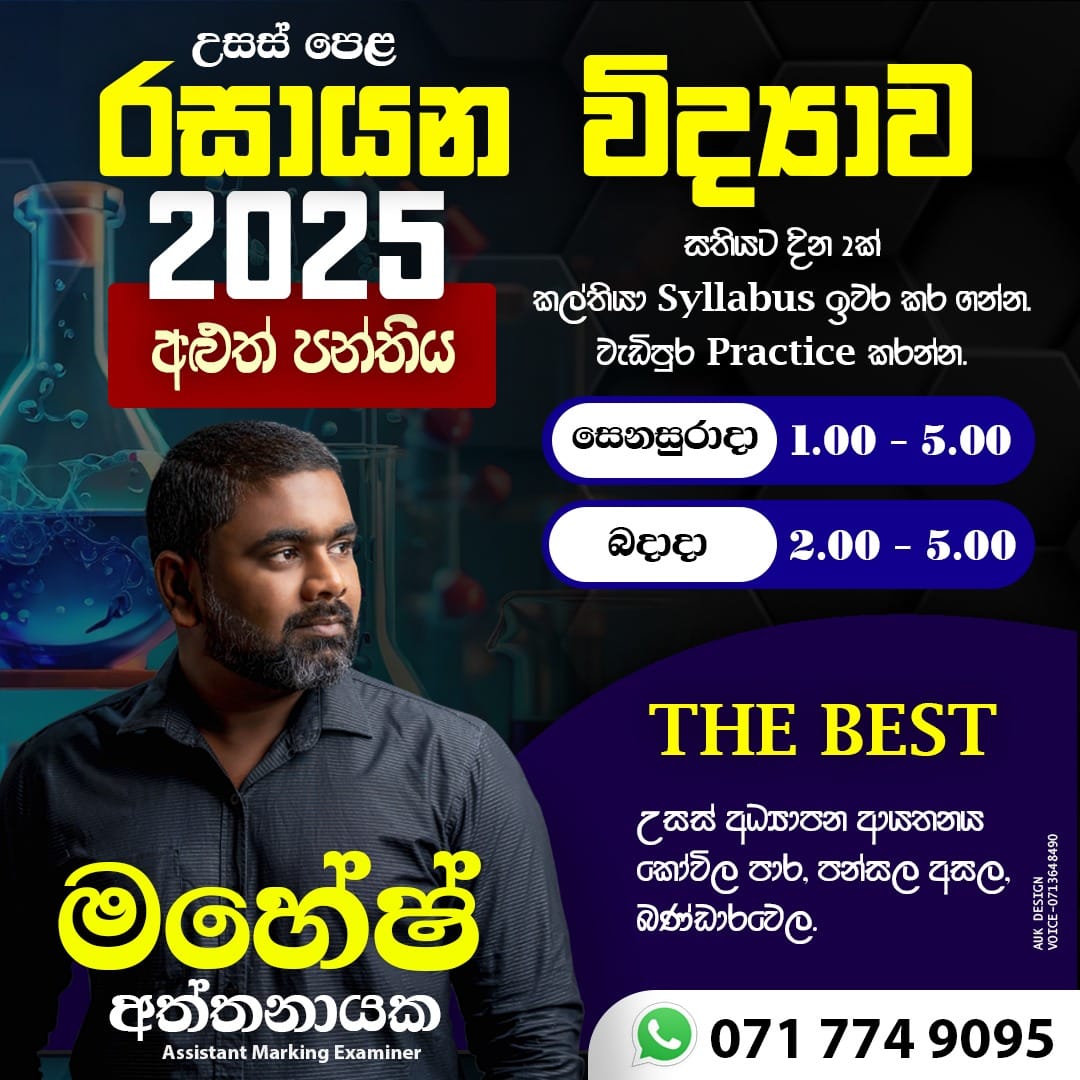 උසස් පෙළ
රසායන විද්‍යාව
2025
අළුත් පන්තිය
සතියට දින 2ක්
කල්තියා Syllabus ඉවර කර ගන්න.
වැඩිපුර Practice කරන්න.
සෙනසුරාදා 1.00 - 5.00
බදාදා 2.00 - 5.00
THE BEST
උසස් අධ්‍යාපන ආයතනය
කෝවිල පාර, පන්සල අසල,
බණ්ඩාරවෙල.
AUK DESIGN
VOICE-0713648490
මහේෂ්
අත්තනායක
Assistant Marking Examiner
071 774 9095